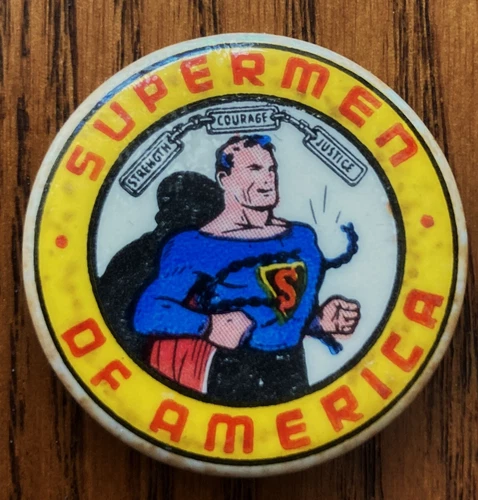 SUPERMEN
OF AMERICA
STRENGTH
COURAGE
JUSTICE
S